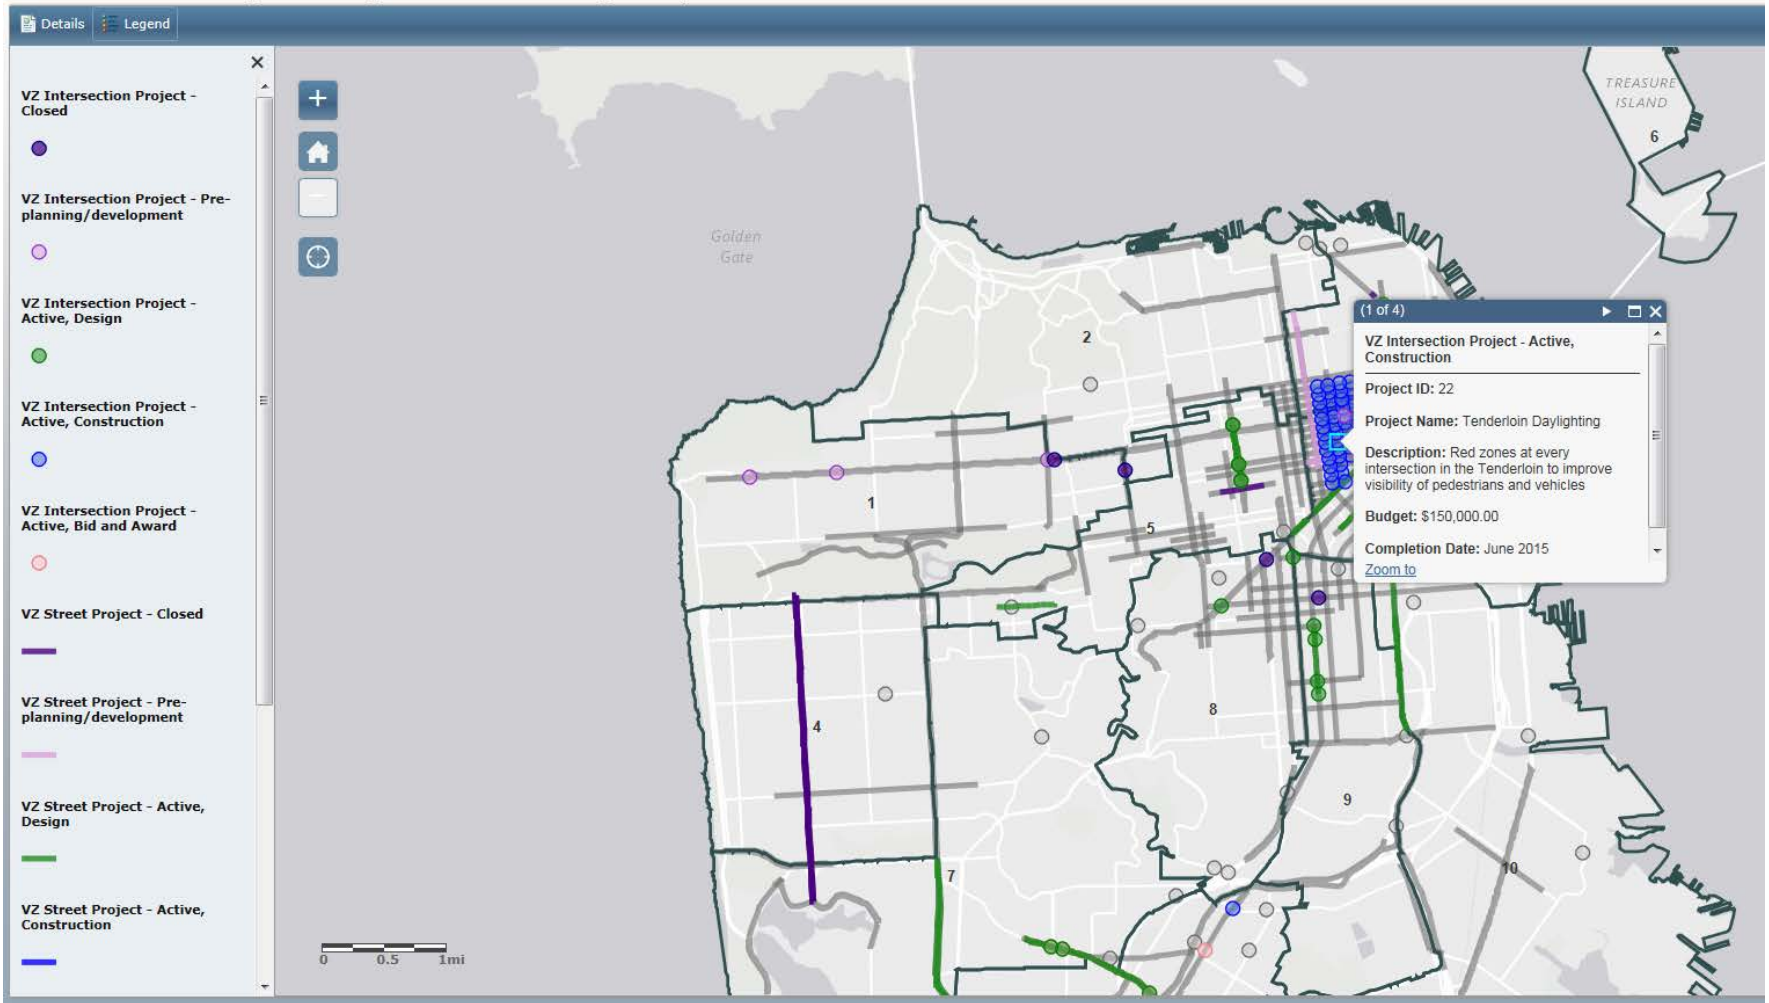 Details
Legend
VZ Intersection Project -
Closed
VZ Intersection Project - Pre-
planning/development
VZ Intersection Project -
Active, Design
VZ Intersection Project -
Active, Construction
VZ Intersection Project -
Active, Bid and Award
VZ Street Project - Closed
VZ Street Project - Pre-
planning/development
VZ Street Project - Active,
Design
VZ Street Project - Active,
Construction
Golden
Gate
TREASURE
ISLAND
6
2
1
5
4
8
9
7
10
(1 of 4)
VZ Intersection Project - Active,
Construction
Project ID: 22
Project Name: Tenderloin Daylighting
Description: Red zones at every
intersection in the Tenderloin to improve
visibility of pedestrians and vehicles
Budget: $150,000.00
Completion Date: June 2015
Zoom to
0 0.5 1mi